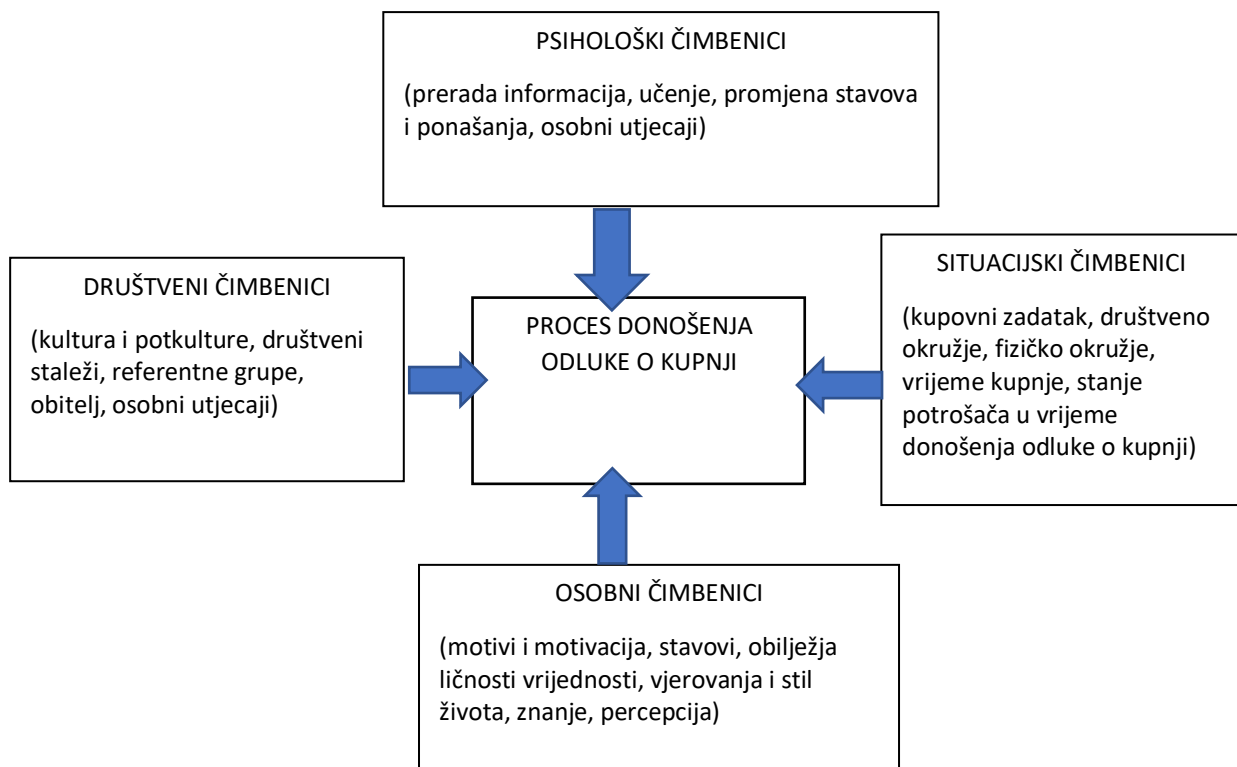 PSIHOLOŠKI ČIMBENICI
(prerada informacija, učenje, promjena stavova
i ponašanja, osobni utjecaji)
DRUŠTVENI ČIMBENICI
(kultura i potkulture, društveni
staleži, referentne grupe,
obitelj, osobni utjecaji)
PROCES DONOŠENJA
ODLUKE O KUPNJI
SITUACIJSKI ČIMBENICI
(kupovni zadatak, društveno
okružje, fizičko okružje,
vrijeme kupnje, stanje
potrošača u vrijeme
donošenja odluke o kupnji)
OSOBNI ČIMBENICI
(motivi i motivacija, stavovi, obilježja
ličnosti vrijednosti, vjerovanja i stil
života, znanje, percepcija)